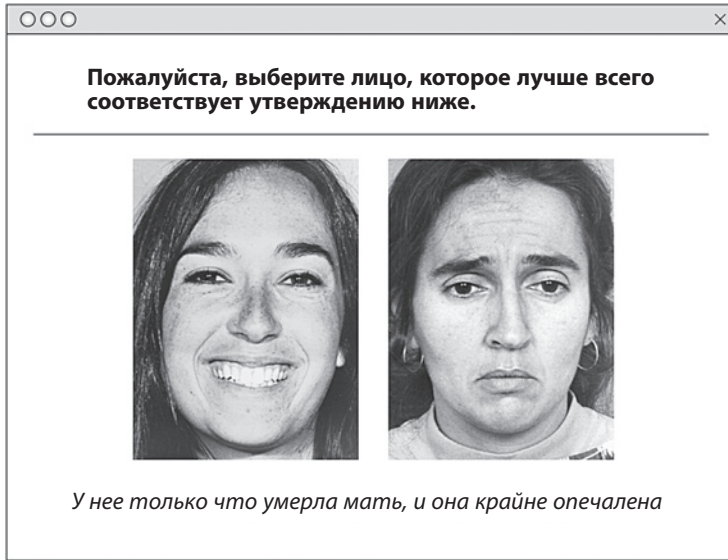 Пожалуйста, выберите лицо, которое лучше всего
соответствует утверждению ниже.
У нее только что умерла мать, и она крайне опечалена